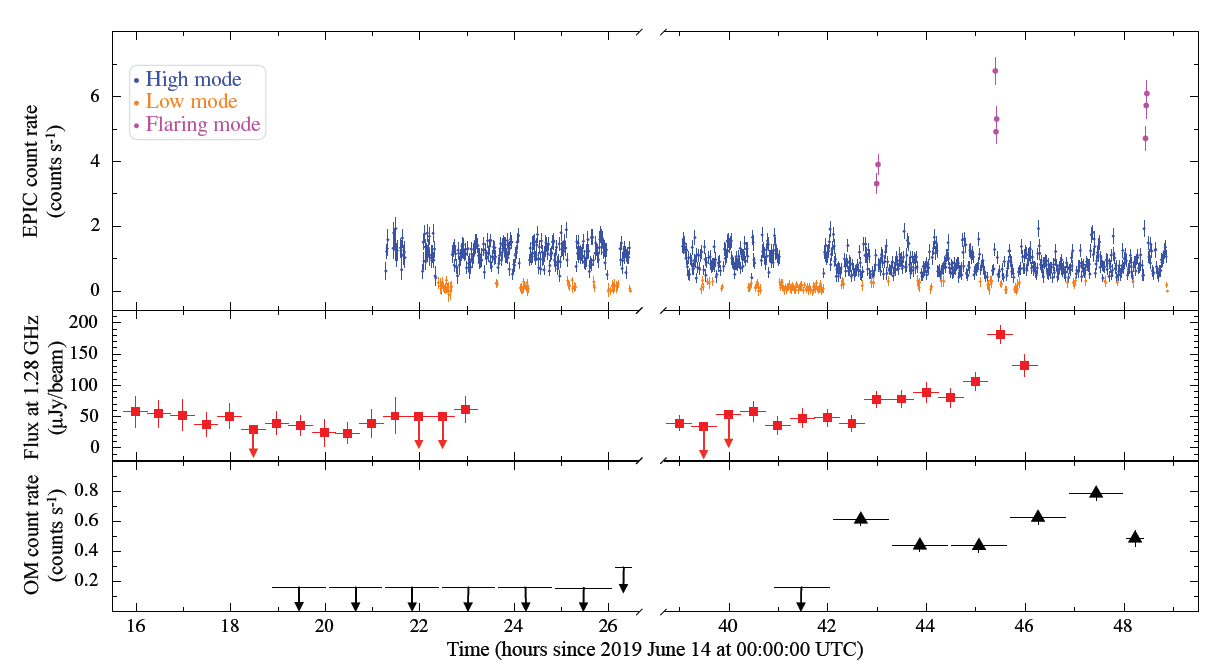 High mode
Low mode
Flaring mode
EPIC count rate
(counts s⁻¹)
6
4
2
0
Flux at 1.28 GHz
(μJy/beam)
200
150
100
50
0
OM count rate
(counts s⁻¹)
0.8
0.6
0.4
0.2
16 18 20 22 24 26 40 42 44 46 48
Time (hours since 2019 June 14 at 00:00:00 UTC)